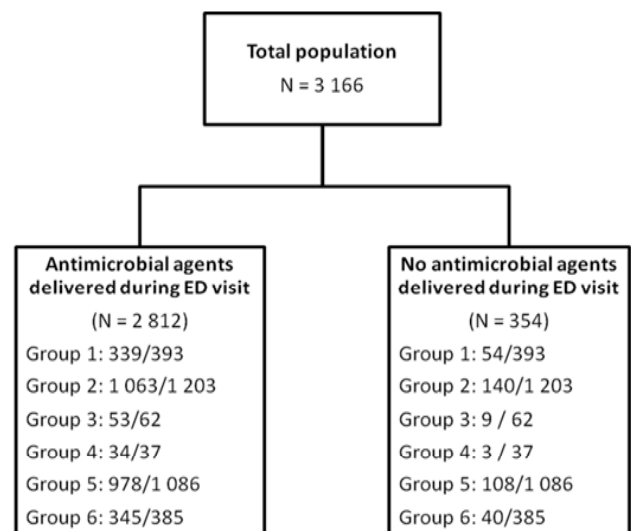 Total population
N = 3 166
Antimicrobial agents
delivered during ED visit
(N = 2 812)
Group 1: 339/393
Group 2: 1 063/1 203
Group 3: 53/62
Group 4: 34/37
Group 5: 978/1 086
Group 6: 345/385
No antimicrobial agents
delivered during ED visit
(N = 354)
Group 1: 54/393
Group 2: 140/1 203
Group 3: 9 / 62
Group 4: 3 / 37
Group 5: 108/1 086
Group 6: 40/385